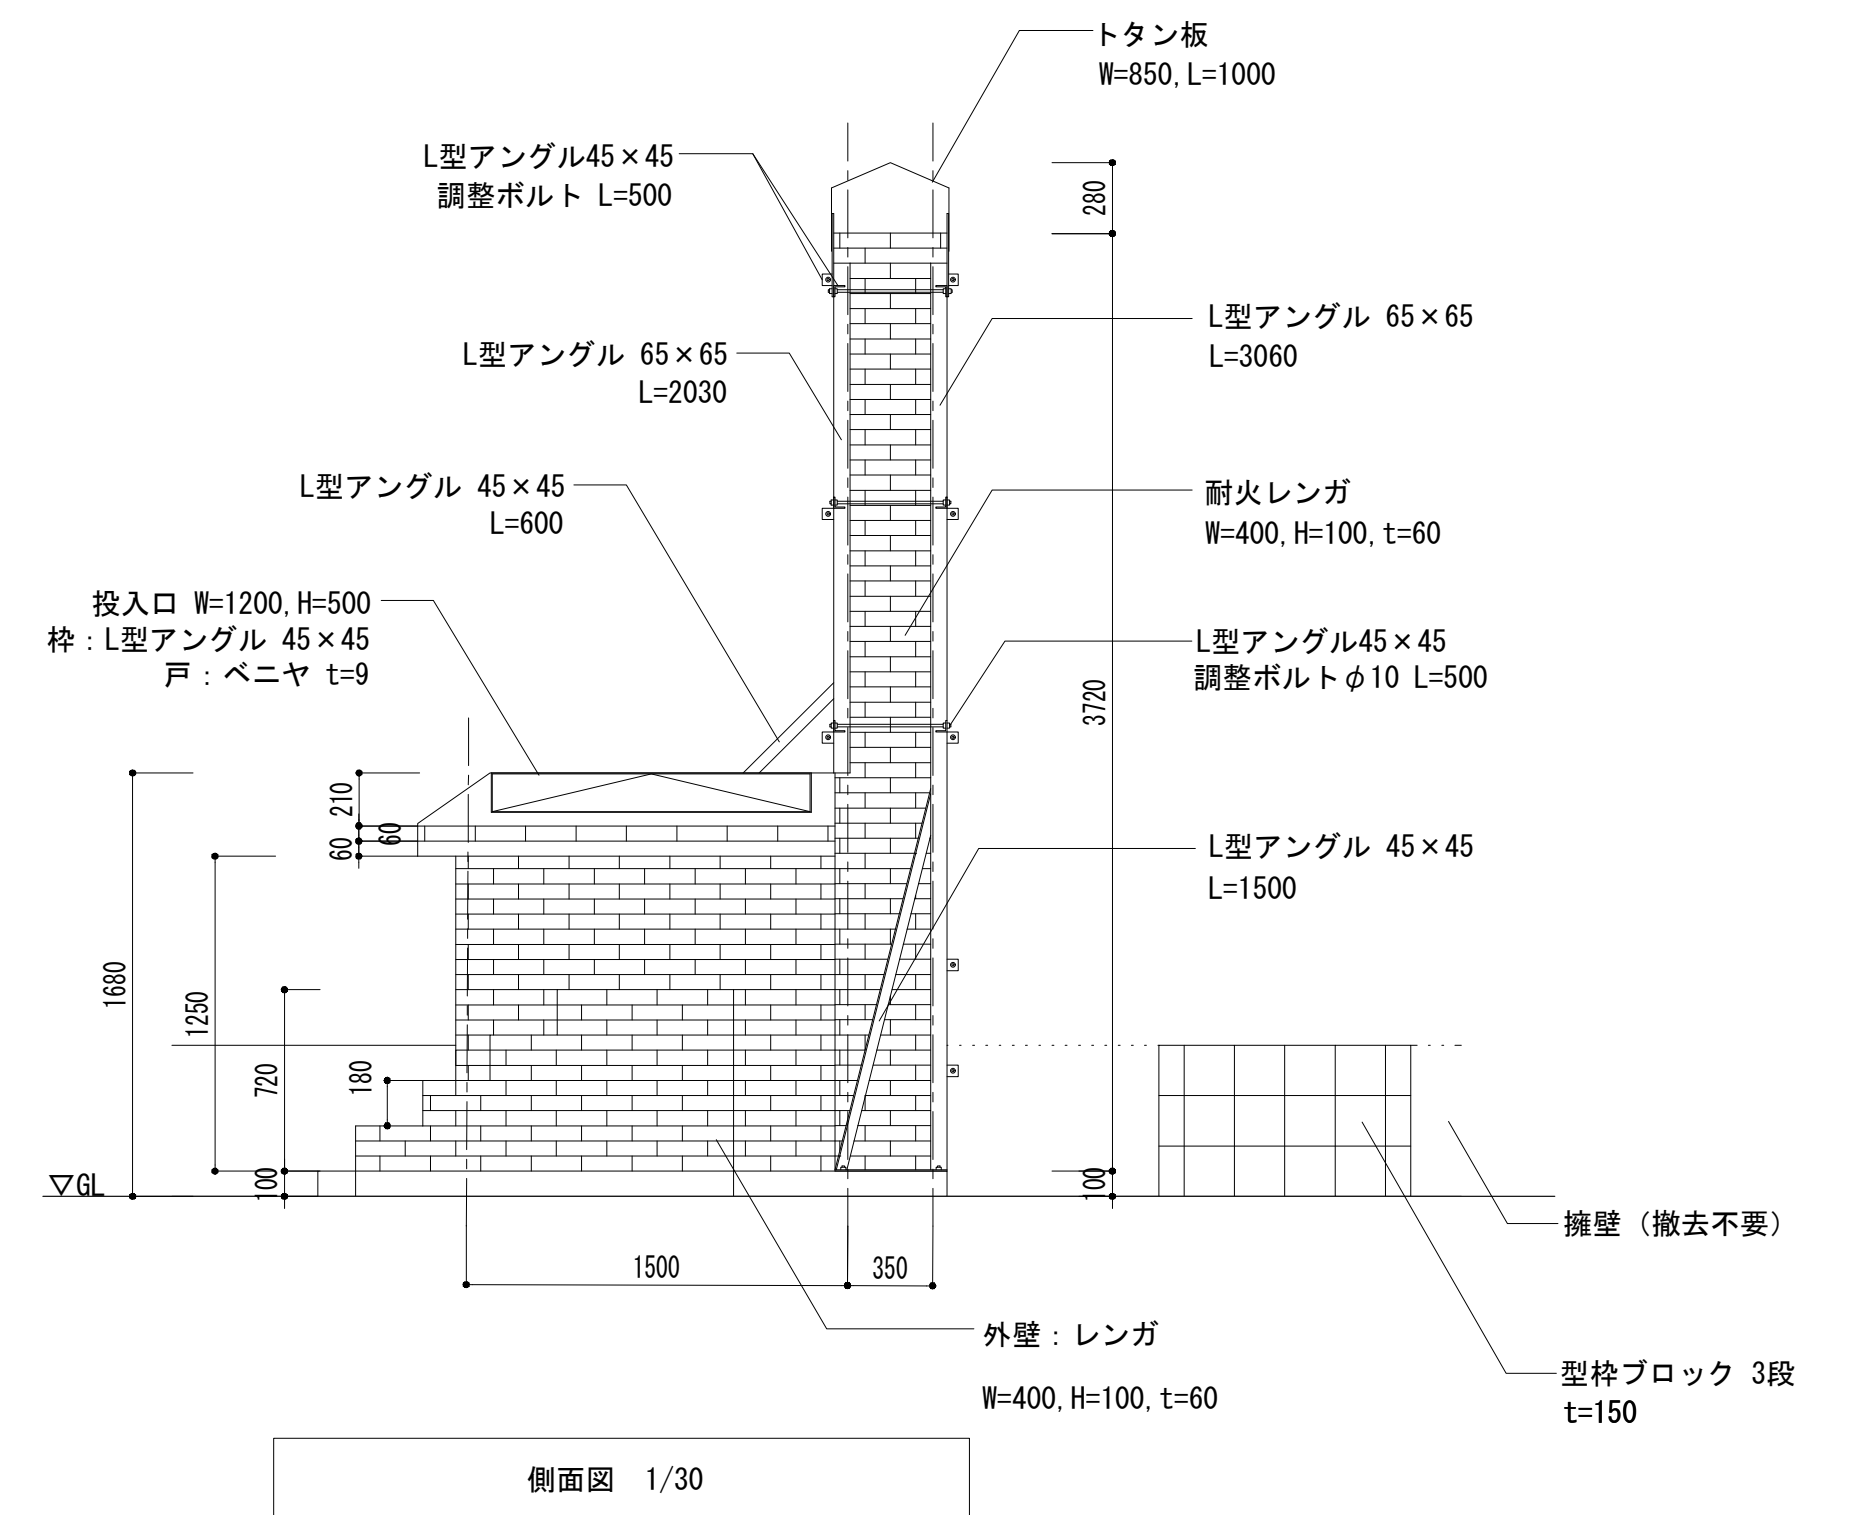 トタン板
W=850,L=1000
L型アングル45×45
調整ボルト L=500
280
L型アングル 65×65
L=3060
L型アングル 65×65
L=2030
L型アングル 45×45
L=600
耐火レンガ
W=400,H=100,t=60
投入口 W=1200,H=500
枠：L型アングル 45×45
戸：ベニヤ t=9
L型アングル45×45
調整ボルトφ10 L=500
3720
210
60
60
L型アングル 45×45
L=1500
1680
1250
720
180
100
100
▽GL
擁壁（撤去不要）
1500
350
外壁：レンガ
W=400,H=100,t=60
型枠ブロック 3段
t=150
側面図 1/30